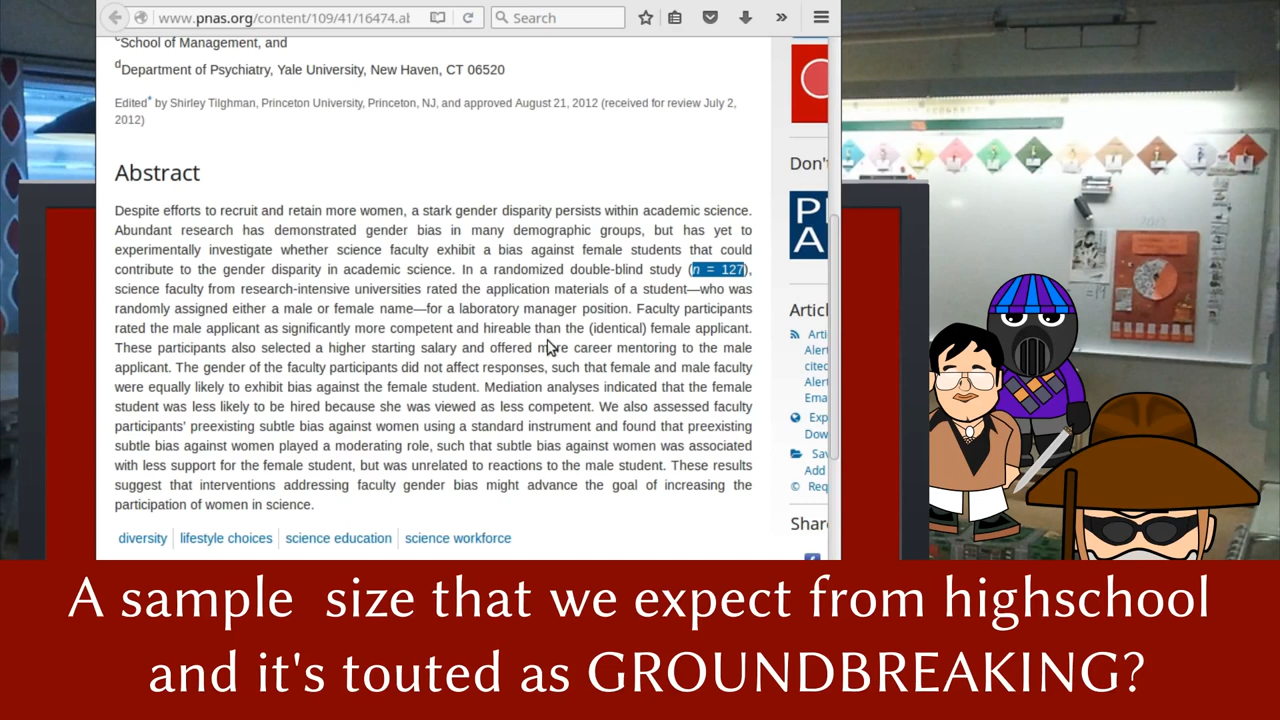 www.pnas.org/content/109/41/16474.ab
Search
cSchool of Management, and
dDepartment of Psychiatry, Yale University, New Haven, CT 06520
Edited* by Shirley Tilghman, Princeton University, Princeton, NJ, and approved August 21, 2012 (received for review July 2,
2012)
Abstract
Despite efforts to recruit and retain more women, a stark gender disparity persists within academic science.
Abundant research has demonstrated gender bias in many demographic groups, but has yet to
experimentally investigate whether science faculty exhibit a bias against female students that could
contribute to the gender disparity in academic science. In a randomized double-blind study (n = 127),
science faculty from research-intensive universities rated the application materials of a student—who was
randomly assigned either a male or female name—for a laboratory manager position. Faculty participants
rated the male applicant as significantly more competent and hireable than the (identical) female applicant.
These participants also selected a higher starting salary and offered more career mentoring to the male
applicant. The gender of the faculty participants did not affect responses, such that female and male faculty
were equally likely to exhibit bias against the female student. Mediation analyses indicated that the female
student was less likely to be hired because she was viewed as less competent. We also assessed faculty
participants' preexisting subtle bias against women using a standard instrument and found that preexisting
subtle bias against women played a moderating role, such that subtle bias against women was associated
with less support for the female student, but was unrelated to reactions to the male student. These results
suggest that interventions addressing faculty gender bias might advance the goal of increasing the
participation of women in science.
diversity
lifestyle choices
science education
science workforce
Don't
P
A
Articl
Arti
Alert
cited
Alert
Ema
Exp
Dow
Sav
Add
© Req
Share
A sample size that we expect from highschool
and it's touted as GROUNDBREAKING?